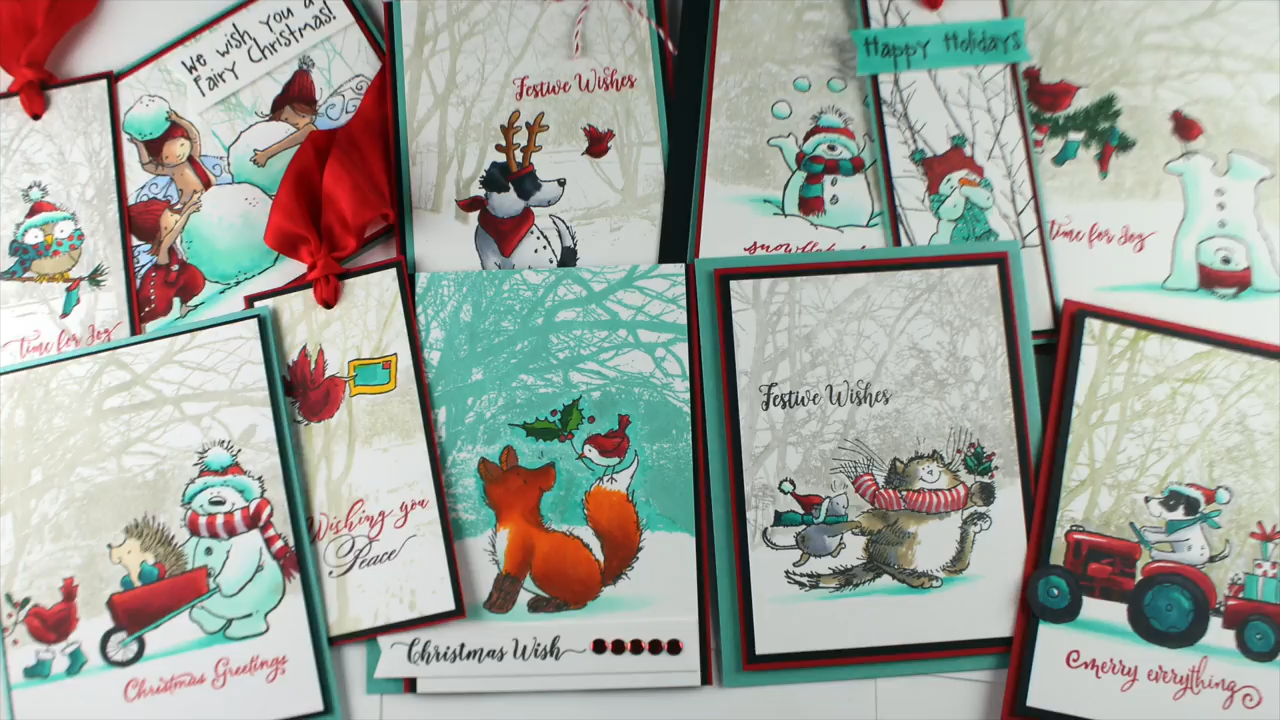 We wish you a
Fairy Christmas!
Festive Wishes
Happy Holidays
time for Joy
time for Joy
Festive Wishes
Wishing you
Peace
Christmas Wish
Christmas Greetings
merry everything